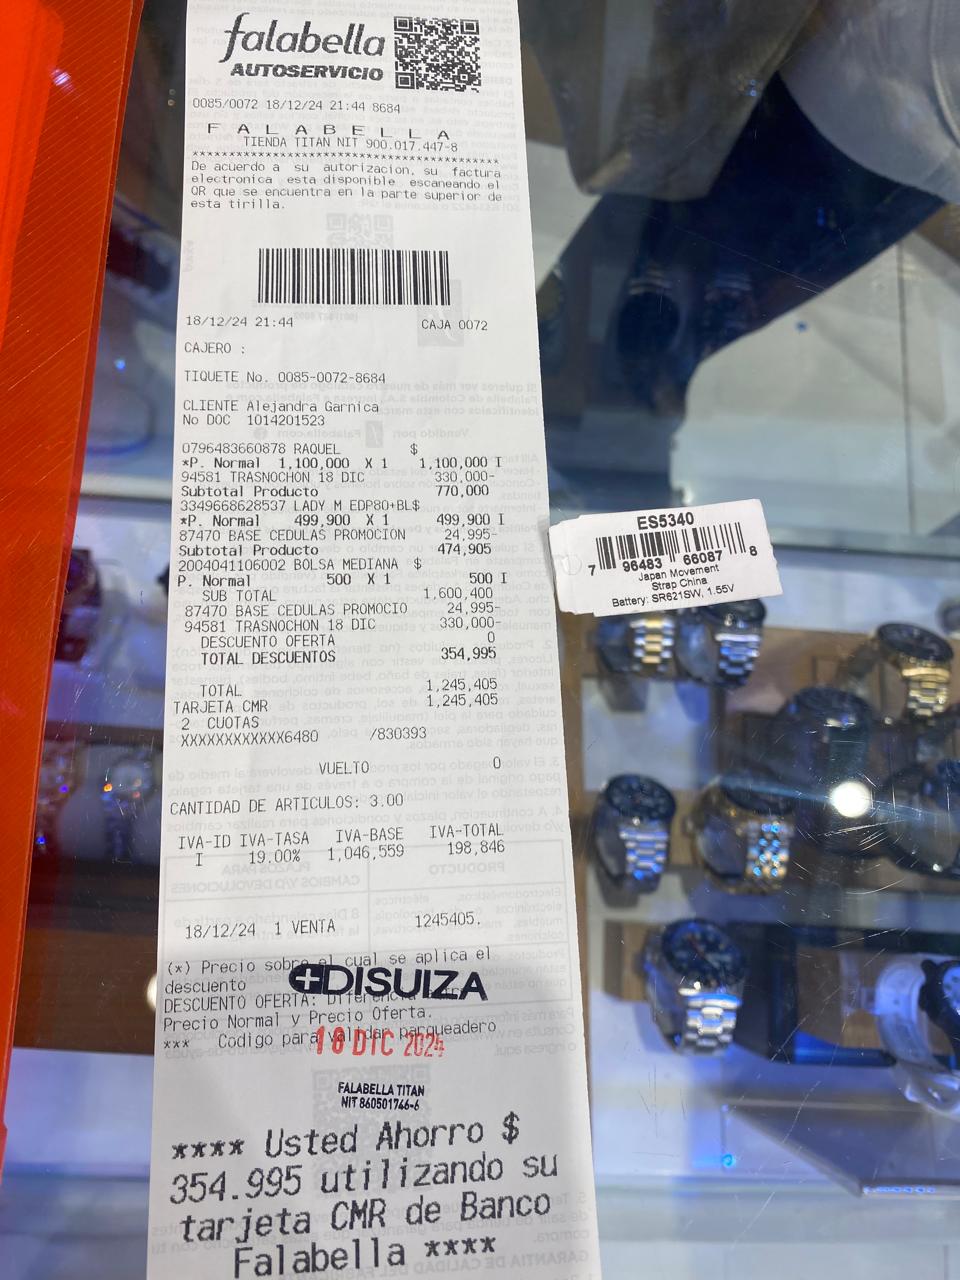 falabella
AUTOSERVICIO
0085/0072 18/12/24 21:44 8684
F A L A B E L L A
TIENDA TITAN NIT 900.017.447-8
De acuerdo a su autorizacion, su factura
electronica esta disponible escaneando el
QR que se encuentra en la parte superior de
esta tirilla.
18/12/24 21:44 CAJA 0072
CAJERO :
TIQUETE No. 0085-0072-8684
CLIENTE Alejandra Garnica
No DOC 1014201523
0796483660878 RAQUEL $
*P. Normal 1,100,000 X 1 1,100,000 I
94581 TRASNOCHON 18 DIC 330,000-
Subtotal Producto 770,000
3349668628537 LADY M EDP80+BL$
*P. Normal 499,900 X 1 499,900 I
87470 BASE CEDULAS PROMOCION 24,995-
Subtotal Producto 474,905
2004041106002 BOLSA MEDIANA $
P. Normal 500 X 1 500 I
SUB TOTAL 1,600,400
87470 BASE CEDULAS PROMOCIO 24,995-
94581 TRASNOCHON 18 DIC 330,000-
DESCUENTO OFERTA 0
TOTAL DESCUENTOS 354,995
TOTAL 1,245,405
TARJETA CMR 1,245,405
2 CUOTAS
XXXXXXXXXXXX6480 /830393
VUELTO 0
CANTIDAD DE ARTICULOS: 3.00
IVA-ID IVA-TASA IVA-BASE IVA-TOTAL
I 19.00% 1,046,559 198,846
18/12/24 1 VENTA 1245405.
(*) Precio sobre el cual se aplica el
descuento
DISUIZA
DESCUENTO OFERTA: Diferencia
Precio Normal y Precio Oferta.
*** Codigo para validar parqueadero
18 DIC 2024
FALABELLA TITAN
NIT 860501746-6
**** Usted Ahorro $
354.995 utilizando su
tarjeta CMR de Banco
Falabella ****
ES5340
7 96483 66087 8
Japan Movement
Strap China
Battery: SR621SW, 1.55V